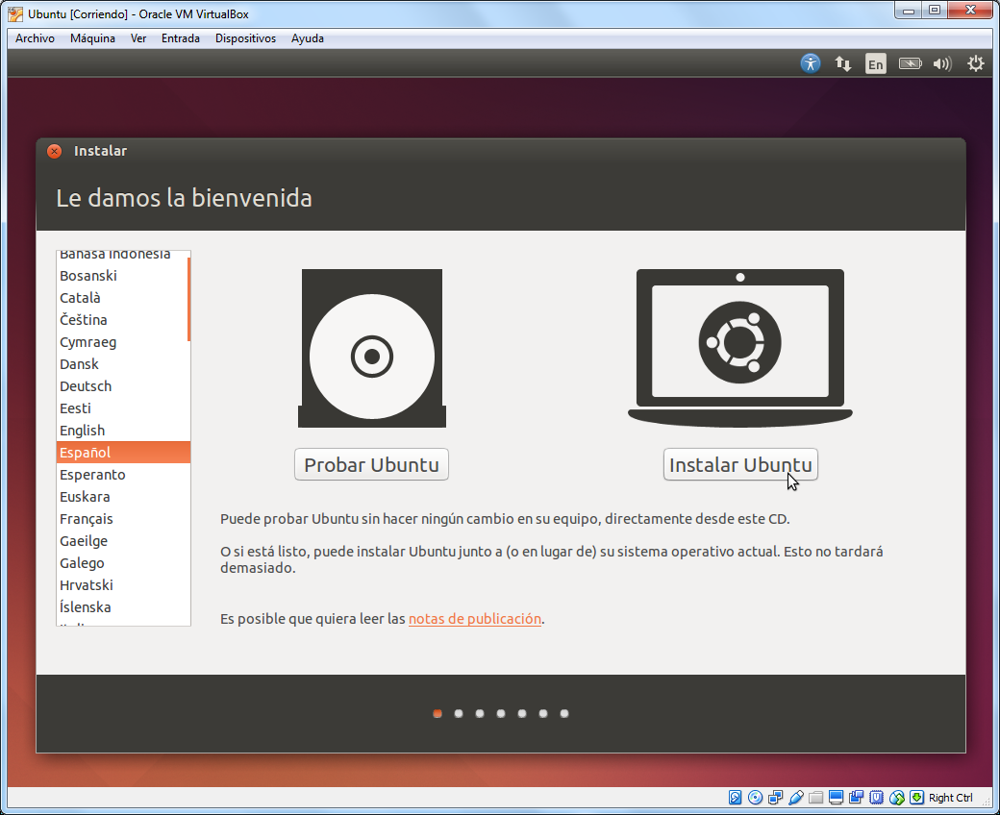 Ubuntu [Corriendo] - Oracle VM VirtualBox
Archivo Máquina Ver Entrada Dispositivos Ayuda
En
Instalar
Le damos la bienvenida
Bahasa Indonesia
Bosanski
Català
Čeština
Cymraeg
Dansk
Deutsch
Eesti
English
Español
Esperanto
Euskara
Français
Gaeilge
Galego
Hrvatski
Íslenska
Probar Ubuntu
Instalar Ubuntu
Puede probar Ubuntu sin hacer ningún cambio en su equipo, directamente desde este CD.
O si está listo, puede instalar Ubuntu junto a (o en lugar de) su sistema operativo actual. Esto no tardará
demasiado.
Es posible que quiera leer las notas de publicación.
Right Ctrl